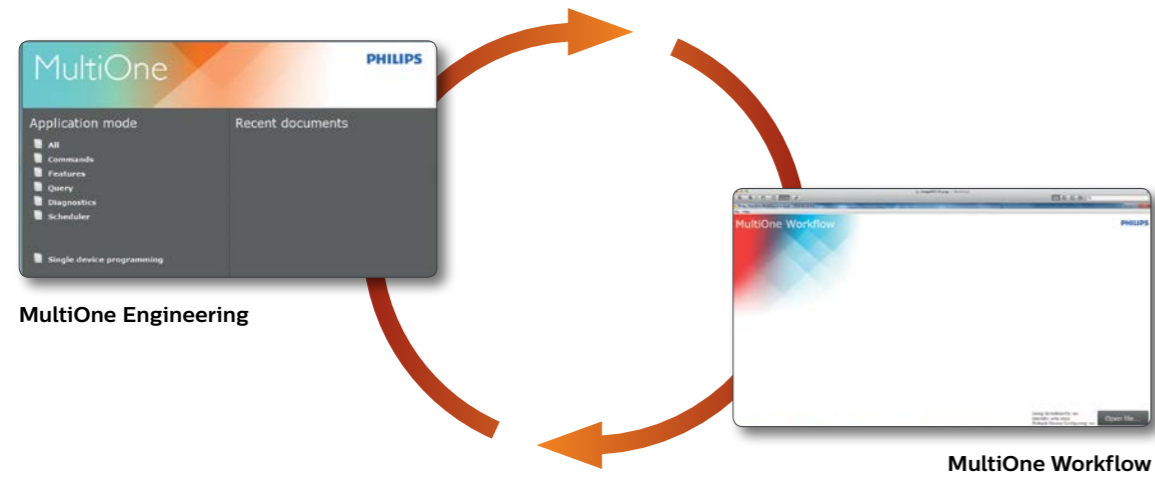 MultiOne
PHILIPS
Application mode
Recent documents
All
Commands
Features
Query
Diagnostics
Scheduler
Single device programming
MultiOne Engineering
MultiOne Workflow
PHILIPS
Open file...
MultiOne Workflow